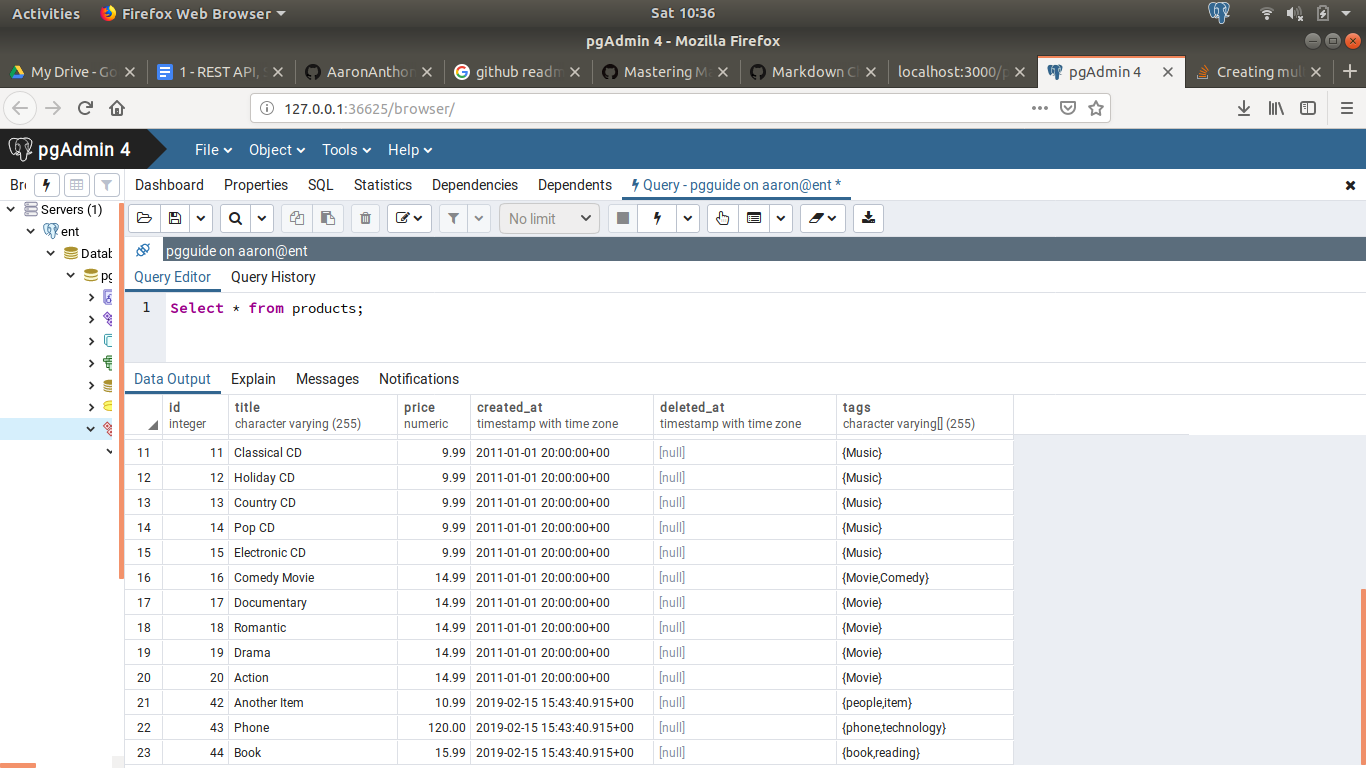 Activities Firefox Web Browser Sat 10:36
pgAdmin 4 - Mozilla Firefox
My Drive - Go 1 - REST API, S AaronAnthon github readm Mastering Ma Markdown Ch localhost:3000/p pgAdmin 4 Creating mul
127.0.0.1:36625/browser/
pgAdmin 4 File Object Tools Help
Br Dashboard Properties SQL Statistics Dependencies Dependents Query - pgguide on aaron@ent *
Servers (1)
ent
Datab
pg
No limit
pgguide on aaron@ent
Query Editor Query History
1 Select * from products;
Data Output Explain Messages Notifications
id title price created_at deleted_at tags
integer character varying (255) numeric timestamp with time zone timestamp with time zone character varying[] (255)
11 11 Classical CD 9.99 2011-01-01 20:00:00+00 [null] {Music}
12 12 Holiday CD 9.99 2011-01-01 20:00:00+00 [null] {Music}
13 13 Country CD 9.99 2011-01-01 20:00:00+00 [null] {Music}
14 14 Pop CD 9.99 2011-01-01 20:00:00+00 [null] {Music}
15 15 Electronic CD 9.99 2011-01-01 20:00:00+00 [null] {Music}
16 16 Comedy Movie 14.99 2011-01-01 20:00:00+00 [null] {Movie,Comedy}
17 17 Documentary 14.99 2011-01-01 20:00:00+00 [null] {Movie}
18 18 Romantic 14.99 2011-01-01 20:00:00+00 [null] {Movie}
19 19 Drama 14.99 2011-01-01 20:00:00+00 [null] {Movie}
20 20 Action 14.99 2011-01-01 20:00:00+00 [null] {Movie}
21 42 Another Item 10.99 2019-02-15 15:43:40.915+00 [null] {people,item}
22 43 Phone 120.00 2019-02-15 15:43:40.915+00 [null] {phone,technology}
23 44 Book 15.99 2019-02-15 15:43:40.915+00 [null] {book,reading}